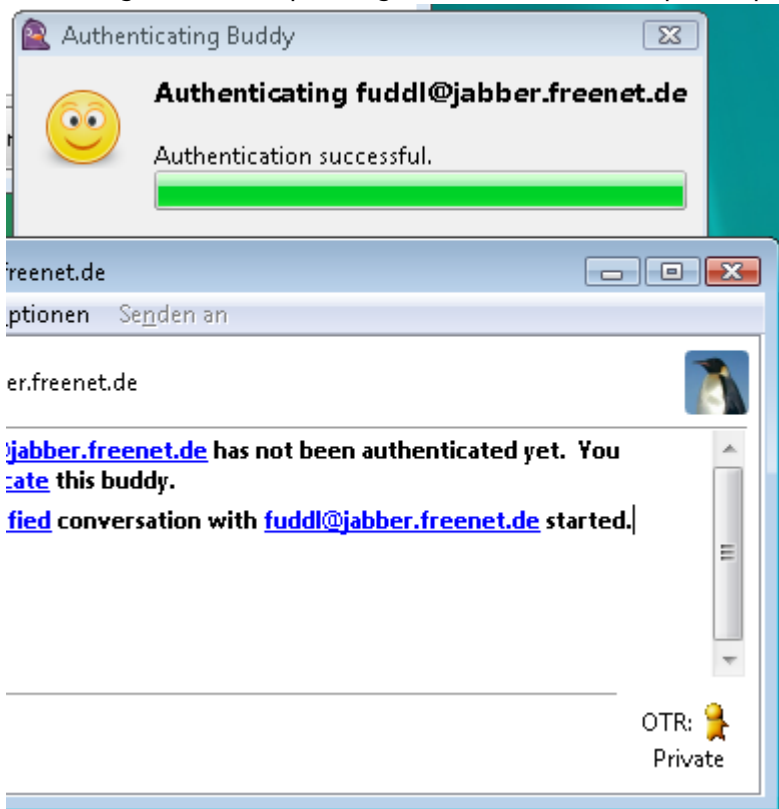 Authenticating Buddy
Authenticating fuddl@jabber.freenet.de
Authentication successful.
freenet.de
ptionen Senden an
er.freenet.de
jabber.freenet.de has not been authenticated yet. You
cate this buddy.
fied conversation with fuddl@jabber.freenet.de started.
OTR:
Private